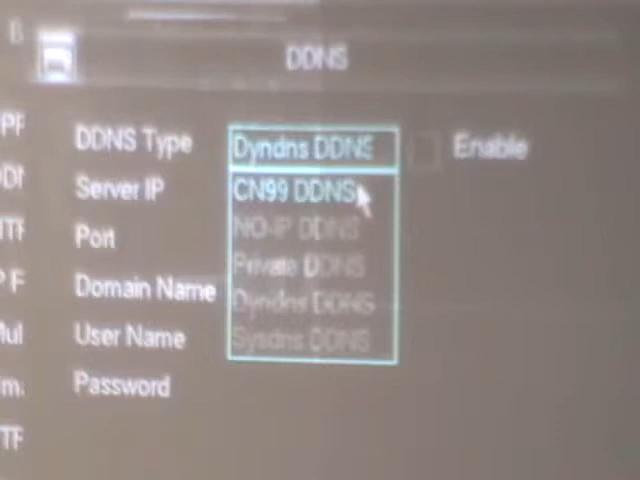 DDNS
DDNS Type
Dyndns DDNS
Enable
CN99 DDNS
NO-IP DDNS
Private DDNS
Dyndns DDNS
Sysdns DDNS
Server IP
Port
Domain Name
User Name
Password